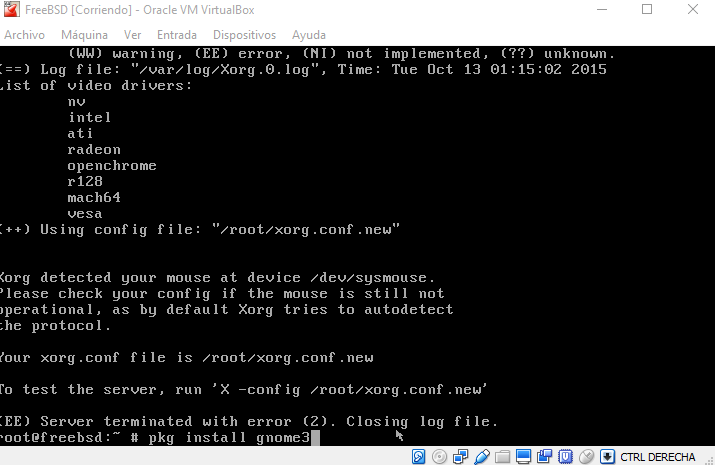 FreeBSD [Corriendo] - Oracle VM VirtualBox
Archivo Máquina Ver Entrada Dispositivos Ayuda
(WW) warning, (EE) error, (NI) not implemented, (??) unknown.
(==) Log file: "/var/log/Xorg.0.log", Time: Tue Oct 13 01:15:02 2015
List of video drivers:
nv
intel
ati
radeon
openchrome
r128
mach64
vesa
(++) Using config file: "/root/xorg.conf.new"
Xorg detected your mouse at device /dev/sysmouse.
Please check your config if the mouse is still not
operational, as by default Xorg tries to autodetect
the protocol.
Your xorg.conf file is /root/xorg.conf.new
To test the server, run 'X -config /root/xorg.conf.new'
(EE) Server terminated with error (2). Closing log file.
root@freebsd:~ # pkg install gnome3
CTRL DERECHA